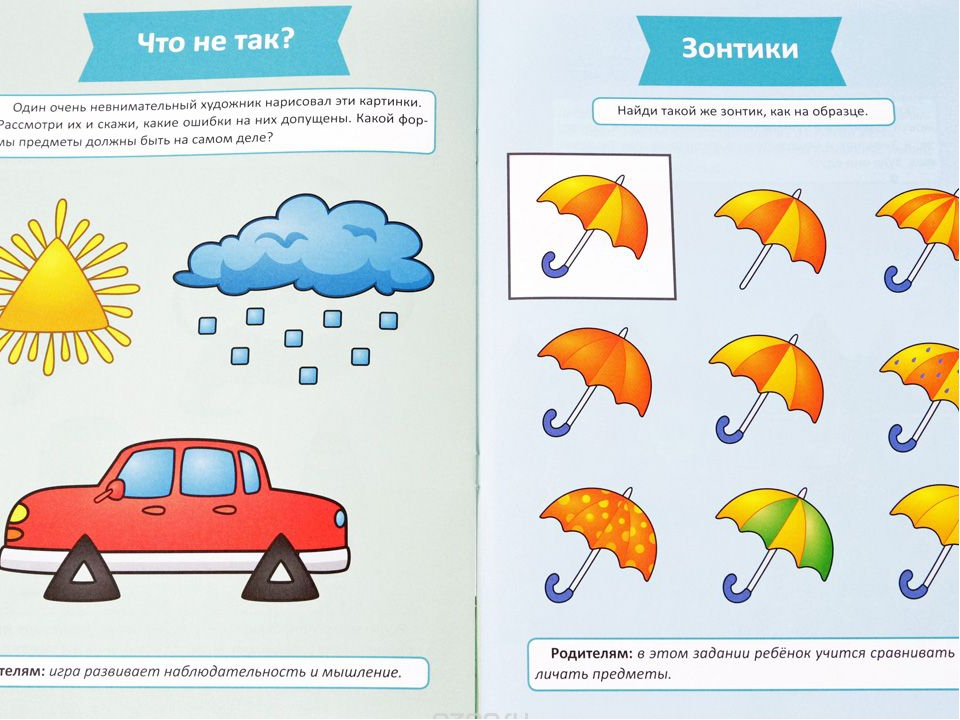 Что не так?
Один очень невнимательный художник нарисовал эти картинки.
Рассмотри их и скажи, какие ошибки на них допущены. Какой фор-
мы предметы должны быть на самом деле?
телям: игра развивает наблюдательность и мышление.
Зонтики
Найди такой же зонтик, как на образце.
Родителям: в этом задании ребёнок учится сравнивать
личать предметы.